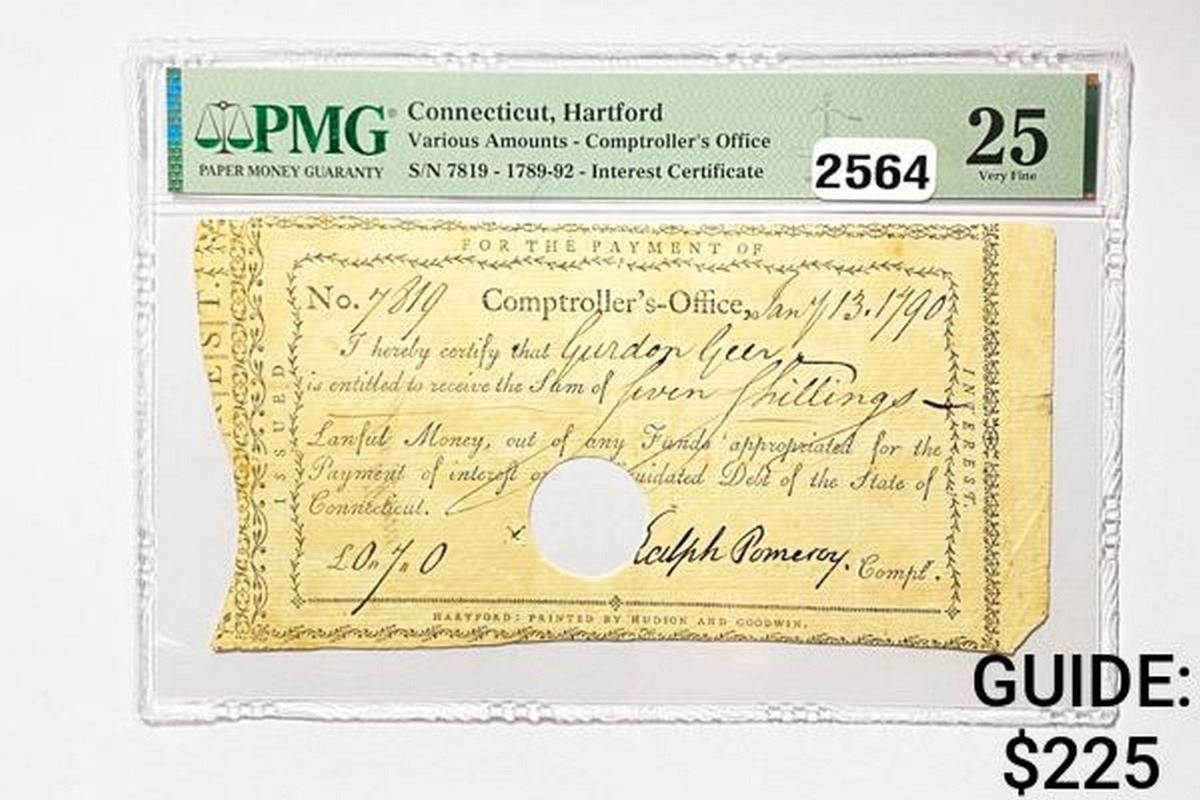 PMG
PAPER MONEY GUARANTY
Connecticut, Hartford
Various Amounts - Comptroller's Office
S/N 7819 - 1789-92 - Interest Certificate
2564
25
Very Fine
FOR THE PAYMENT OF
No. 7819 Comptroller's-Office, Jany 13. 1790
I hereby certify that Gurdon Geer
is entitled to receive the Sum of Seven Shillings
Lanful Money, out of any Funds appropriated for the
Payment of interest on uidated Debt of the State of
Connecticut.
£0.7.0
Ralph Pomeroy. Compt.
HARTFORD: PRINTED BY HUDSON AND GOODWIN.
ISSUED
INTEREST.
GUIDE:
$225